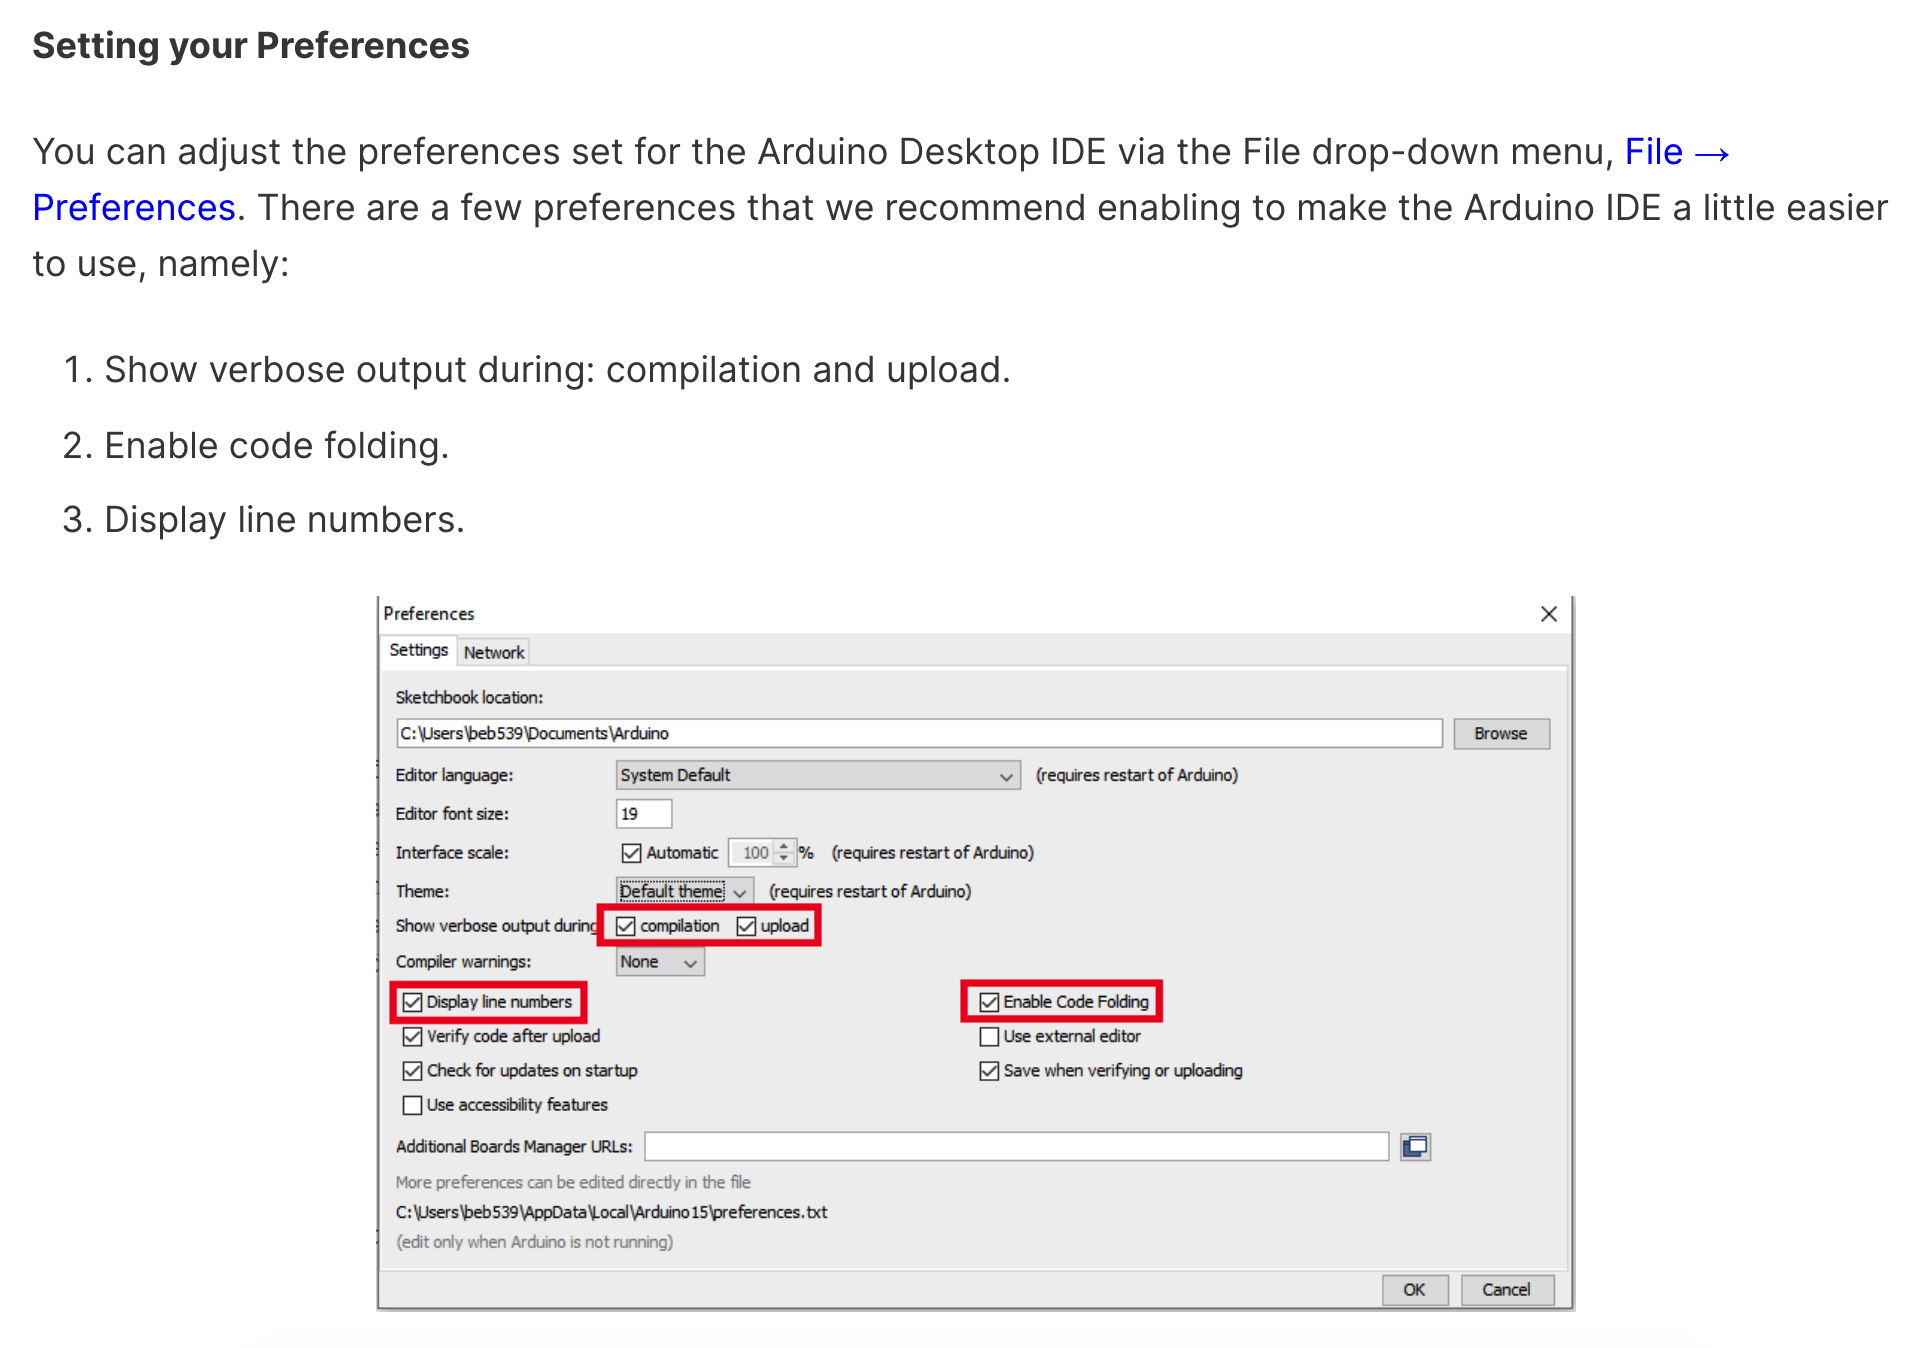 Setting your Preferences
You can adjust the preferences set for the Arduino Desktop IDE via the File drop-down menu, File →
Preferences. There are a few preferences that we recommend enabling to make the Arduino IDE a little easier
to use, namely:
1. Show verbose output during: compilation and upload.
2. Enable code folding.
3. Display line numbers.
Preferences
Settings Network
Sketchbook location:
C:\Users\beb539\Documents\Arduino Browse
Editor language: System Default (requires restart of Arduino)
Editor font size: 19
Interface scale: Automatic 100 % (requires restart of Arduino)
Theme: Default theme (requires restart of Arduino)
Show verbose output during compilation upload
Compiler warnings: None
Display line numbers Enable Code Folding
Verify code after upload Use external editor
Check for updates on startup Save when verifying or uploading
Use accessibility features
Additional Boards Manager URLs:
More preferences can be edited directly in the file
C:\Users\beb539\AppData\Local\Arduino15\preferences.txt
(edit only when Arduino is not running)
OK Cancel